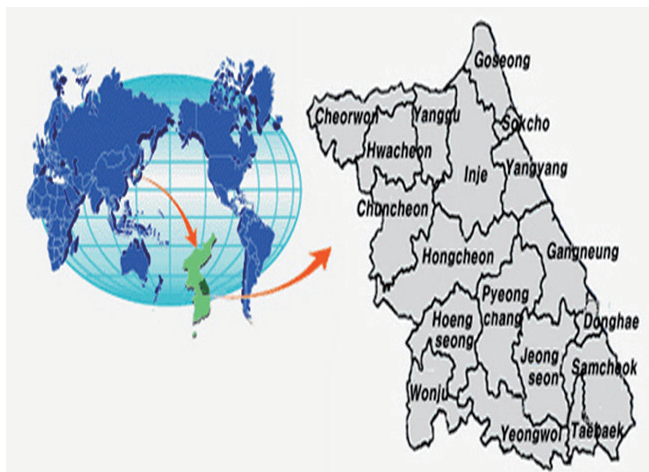 Goseong
Cheorwon
Yanggu
Sokcho
Hwacheon
Inje
Yangyang
Chuncheon
Hongcheon
Gangneung
Pyeong
chang
Hoeng
seong
Donghae
Jeong
seon
Samcheok
Wonju
Yeongwol
Taebaek